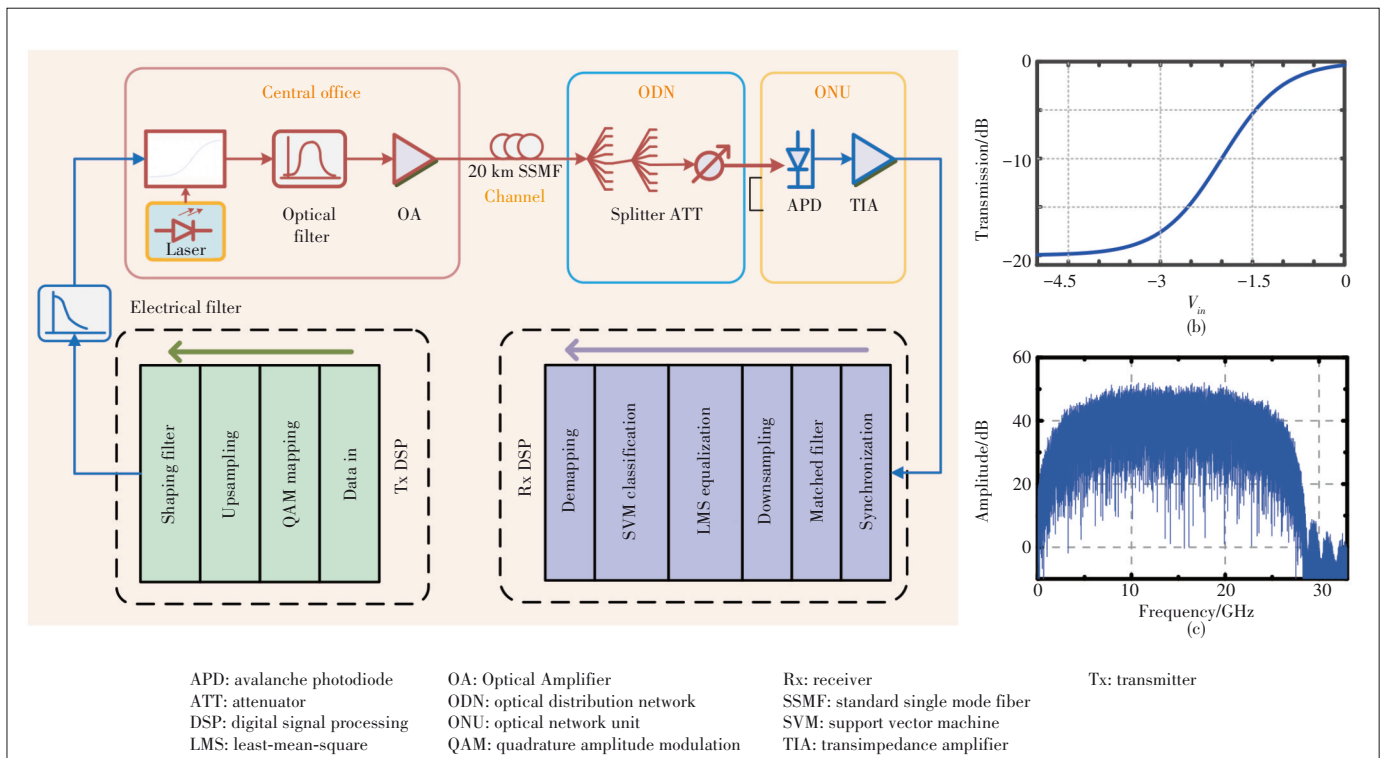 Central office
ODN
ONU
Laser
Optical
filter
OA
20 km SSMF
Channel
Splitter ATT
APD
TIA
Electrical filter
Shaping filter
Upsampling
QAM mapping
Data in
Tx DSP
Rx DSP
Demapping
SVM classification
LMS equalization
Downsampling
Matched filter
Synchronization
Transmission/dB
0
−10
−20
−4.5
−3
−1.5
0
V_in
(b)
Amplitude/dB
60
40
20
0
0
10
20
30
Frequency/GHz
(c)
APD: avalanche photodiode
ATT: attenuator
DSP: digital signal processing
LMS: least-mean-square
OA: Optical Amplifier
ODN: optical distribution network
ONU: optical network unit
QAM: quadrature amplitude modulation
Rx: receiver
SSMF: standard single mode fiber
SVM: support vector machine
TIA: transimpedance amplifier
Tx: transmitter